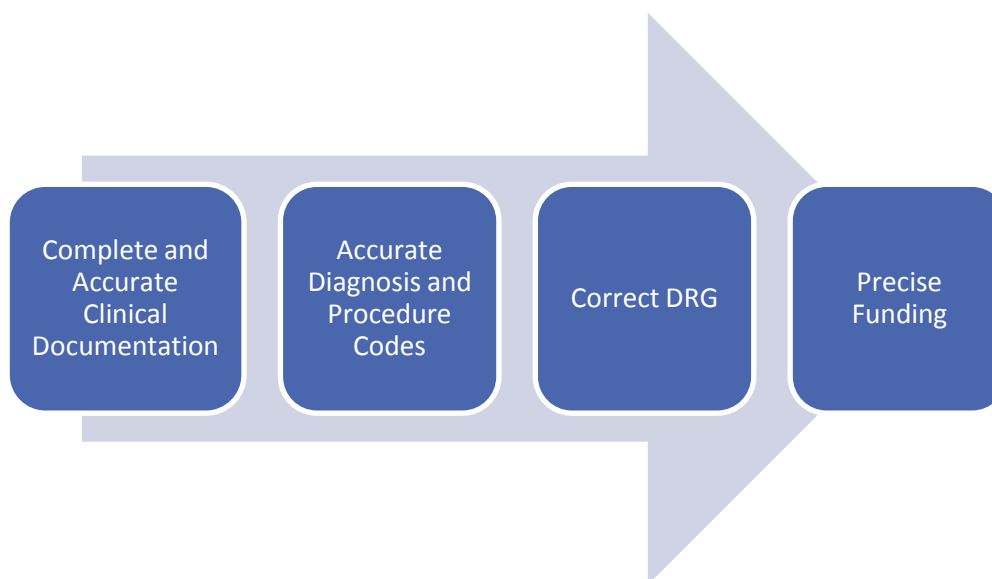 Complete and
Accurate
Clinical
Documentation
Accurate
Diagnosis and
Procedure
Codes
Correct DRG
Precise
Funding